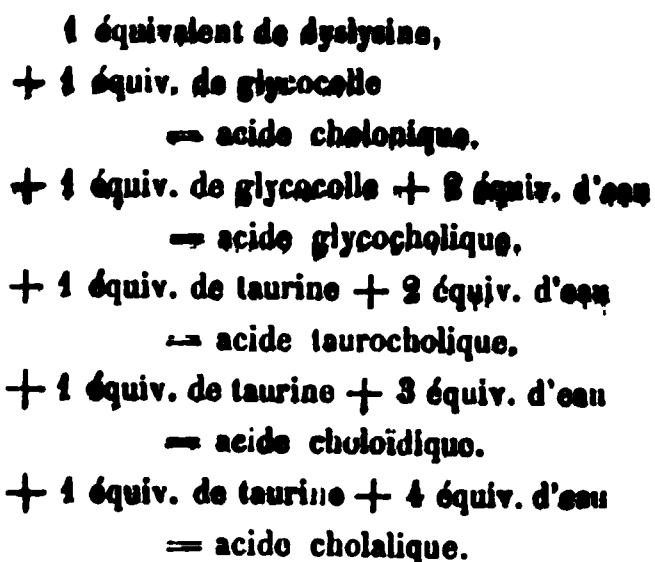 1 équivalent de dyslysine,
+ 1 équiv. de glycocolle
= acide cholonique.
+ 1 équiv. de glycocolle + 2 équiv. d'eau
= acide glycocholique,
+ 1 équiv. de taurine + 2 équiv. d'eau
= acide taurocholique,
+ 1 équiv. de taurine + 3 équiv. d'eau
= acide choloïdique.
+ 1 équiv. de taurine + 4 équiv. d'eau
= acide cholalique.